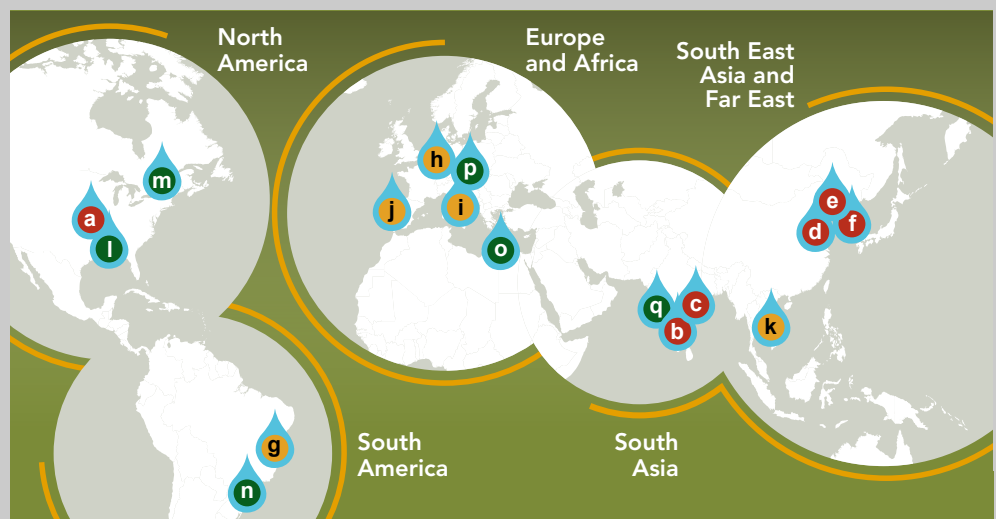 North
America
Europe
and Africa
South East
Asia and
Far East
m
a
l
h
p
j
i
o
e
d
f
q
c
b
k
g
n
South
America
South
Asia